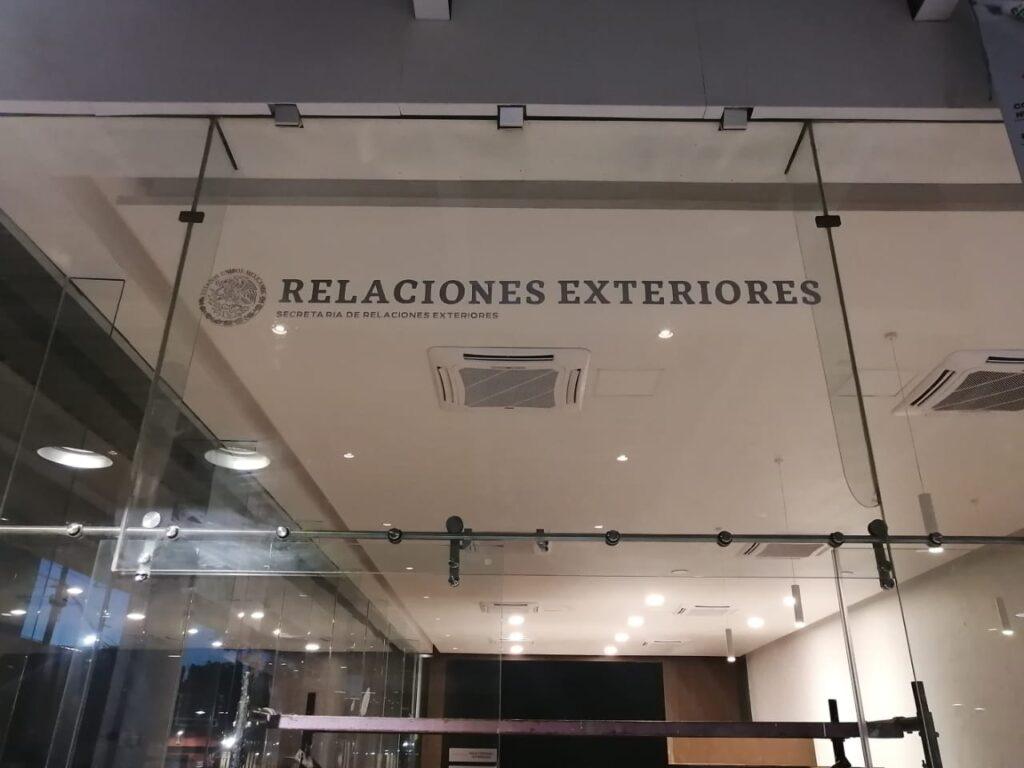 RELACIONES EXTERIORES
SECRETARIA DE RELACIONES EXTERIORES